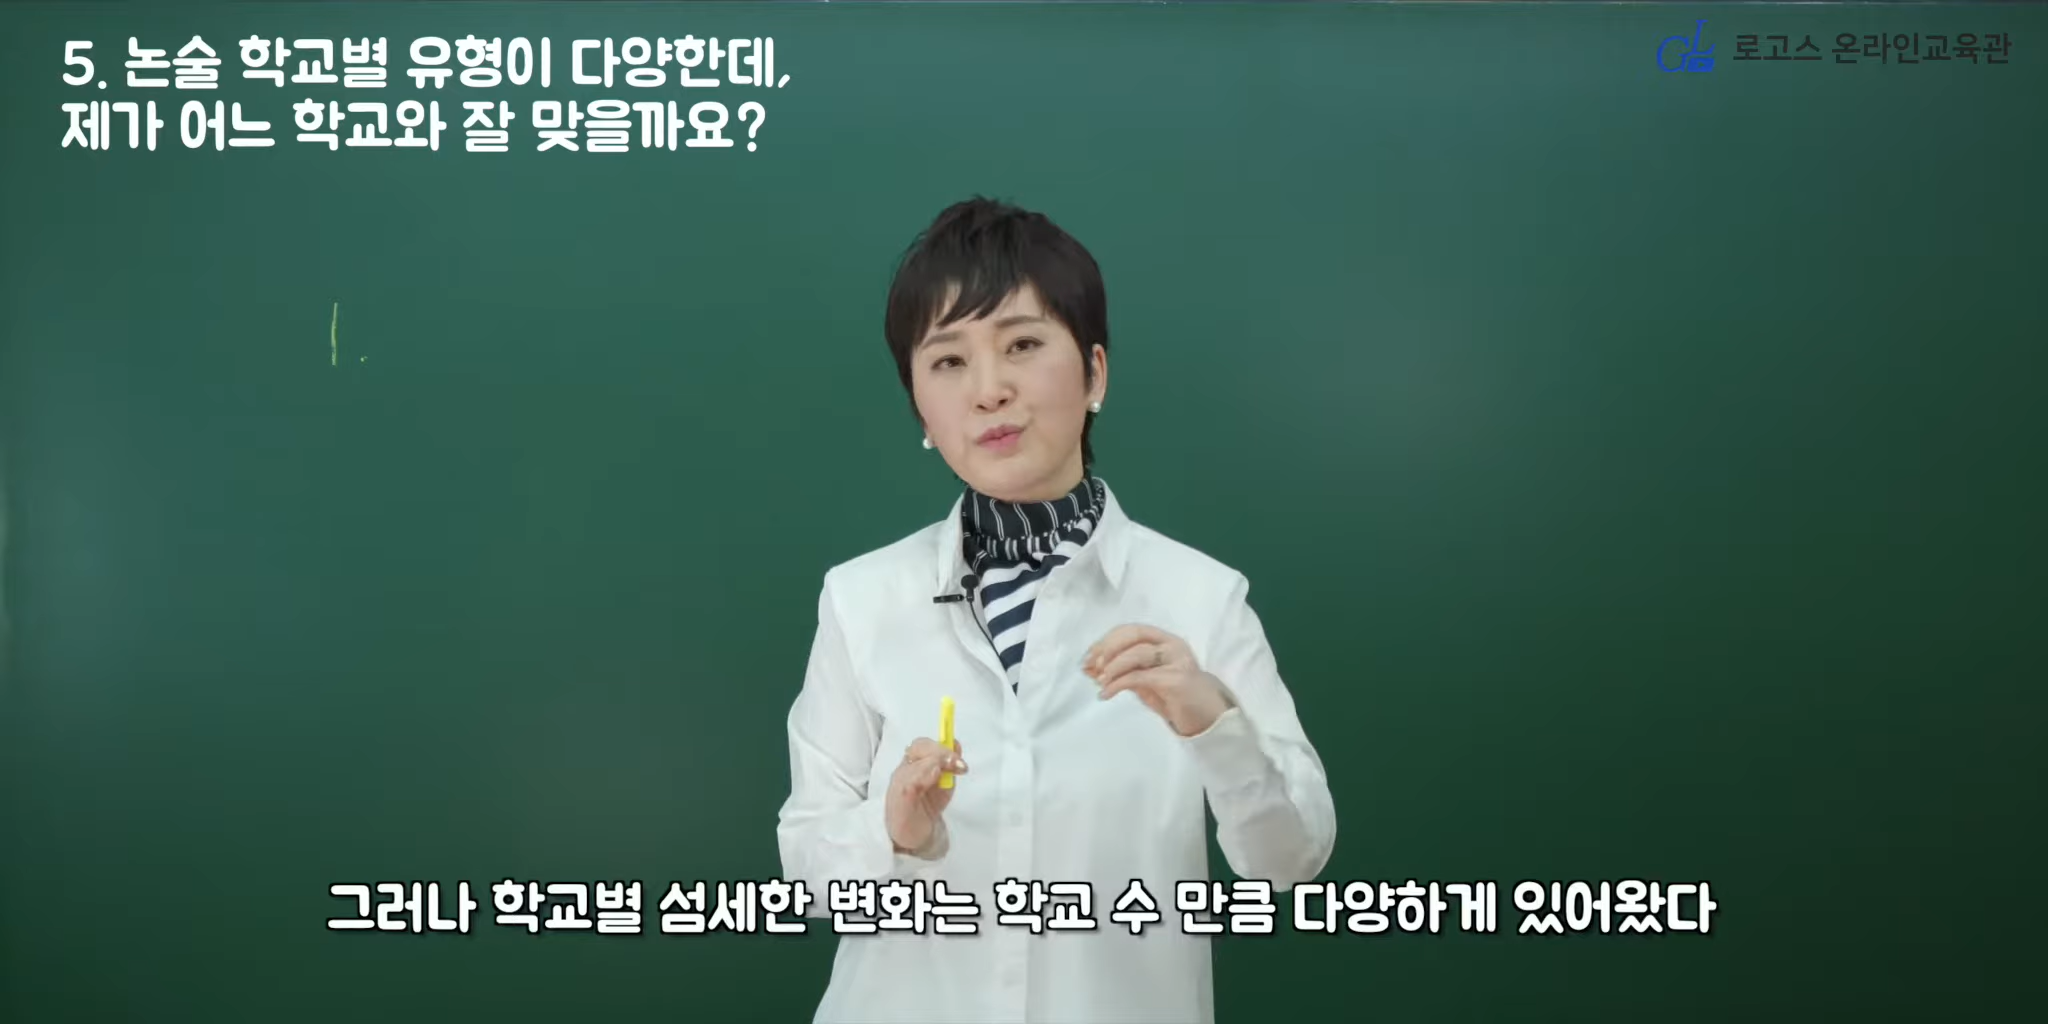 5. 논술 학교별 유형이 다양한데,
제가 어느 학교와 잘 맞을까요?
로고스 온라인교육관
1.
그러나 학교별 섬세한 변화는 학교 수 만큼 다양하게 있어왔다